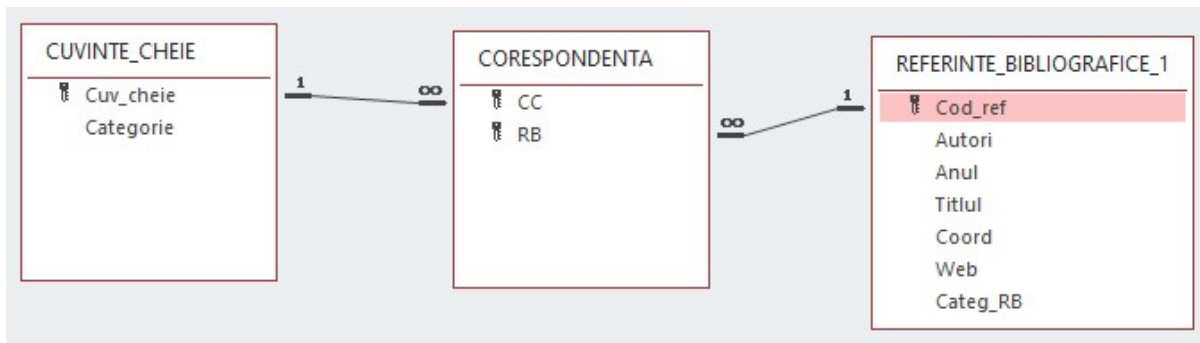 CUVINTE_CHEIE
Cuv_cheie
Categorie
1
∞
CORESPONDENTA
CC
RB
∞
1
REFERINTE_BIBLIOGRAFICE_1
Cod_ref
Autori
Anul
Titlul
Coord
Web
Categ_RB